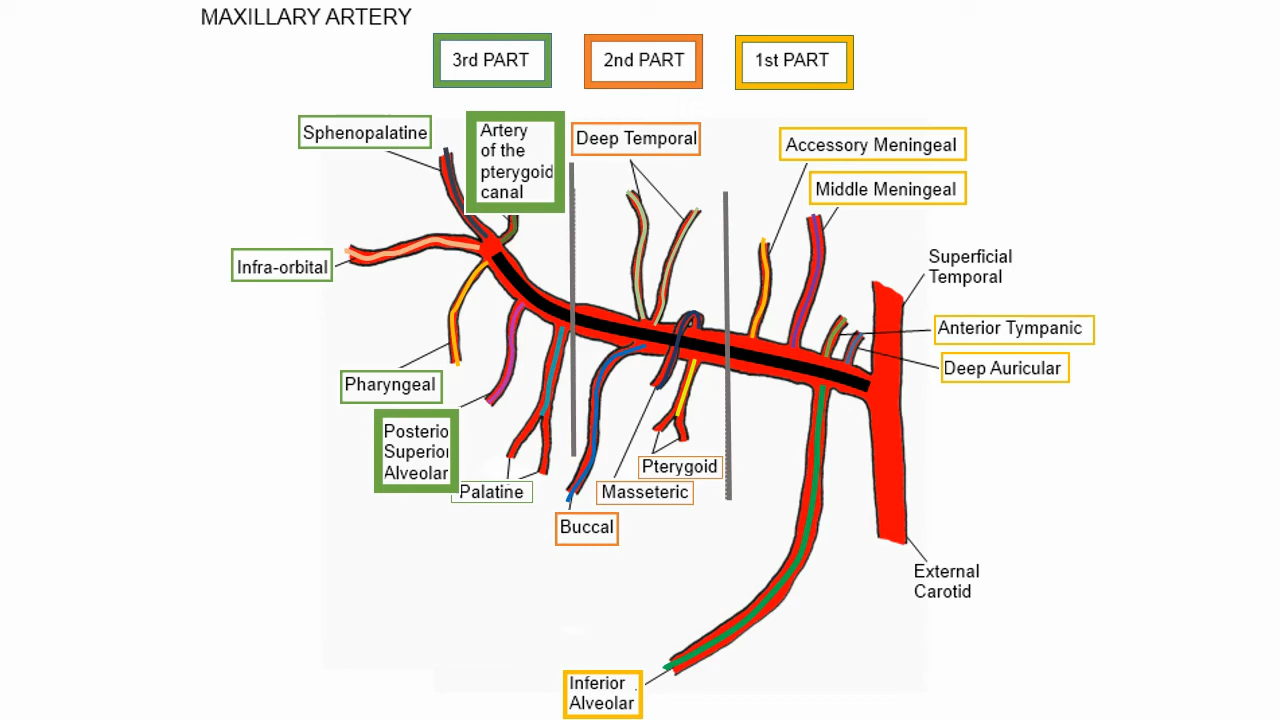 MAXILLARY ARTERY
3rd PART
2nd PART
1st PART
Sphenopalatine
Artery
of the
pterygoid
canal
Deep Temporal
Accessory Meningeal
Middle Meningeal
Infra-orbital
Superficial
Temporal
Anterior Tympanic
Deep Auricular
Pharyngeal
Posterio
Superior
Alveolar
Palatine
Pterygoid
Masseteric
Buccal
External
Carotid
Inferior
Alveolar